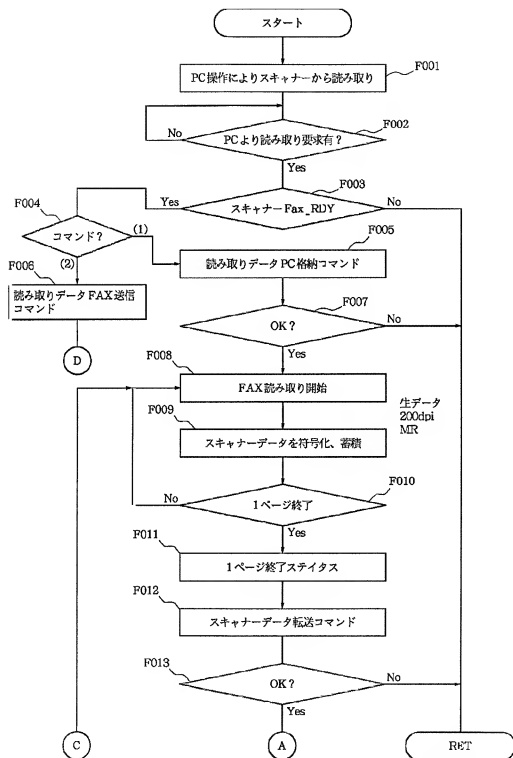 スタート
F001
PC操作によりスキャナーから読み取り
F002
PCより読み取り要求有？
No
Yes
F003
スキャナーFax_RDY
Yes
No
F004
コマンド？
(1)
(2)
F005
読み取りデータPC格納コマンド
F006
読み取りデータFAX送信
コマンド
D
F007
OK？
No
Yes
F008
FAX読み取り開始
生データ
200dpi
MR
F009
スキャナーデータを符号化、蓄積
F010
1ページ終了
No
Yes
F011
1ページ終了ステイタス
F012
スキャナーデータ転送コマンド
F013
OK？
No
Yes
C
A
RET